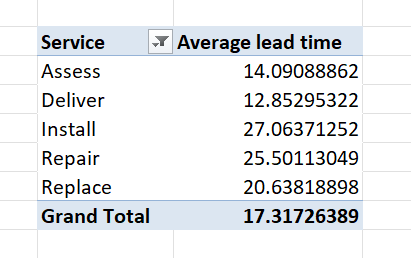 Service Average lead time
Assess 14.09088862
Deliver 12.85295322
Install 27.06371252
Repair 25.50113049
Replace 20.63818898
Grand Total 17.31726389